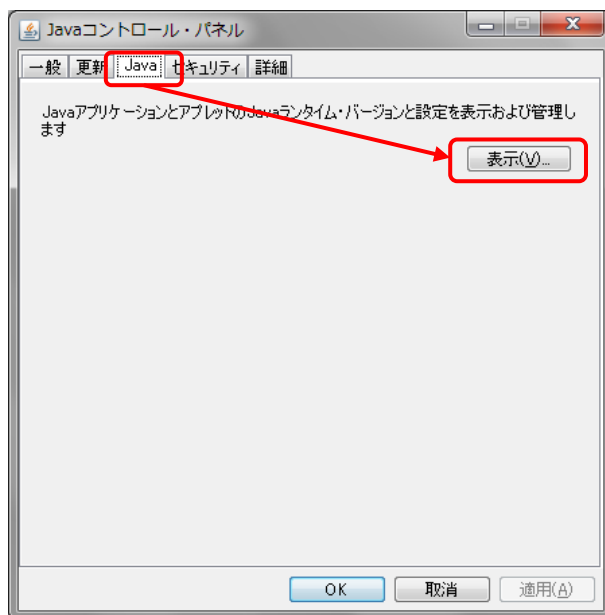 Javaコントロール・パネル
一般 更新 Java セキュリティ 詳細
JavaアプリケーションとアプレットのJavaランタイム・バージョンと設定を表示および管理し
ます
表示(V)...
OK 取消 適用(A)